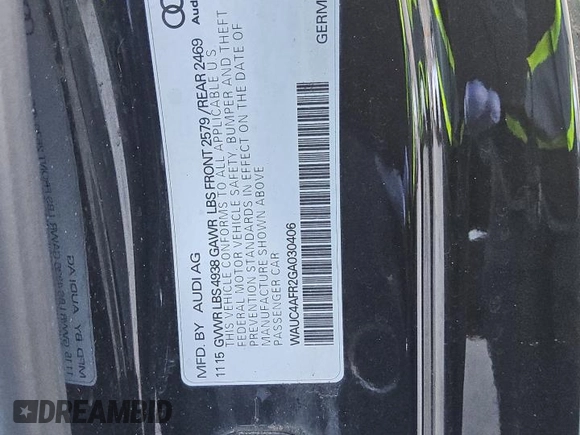 Aud
GERM
MFD. BY AUDI AG
11 15 GVWR LBS 4938 GAWR LBS FRONT 2579 /REAR 2469
THIS VEHICLE CONFORMS TO ALL APPLICABLE U S
FEDERAL MOTOR VEHICLE SAFETY, BUMPER AND THEFT
PREVENTION STANDARDS IN EFFECT ON THE DATE OF
MANUFACTURE SHOWN ABOVE
PASSENGER CAR
WAUC4AFR2GA030406
DREAMBID